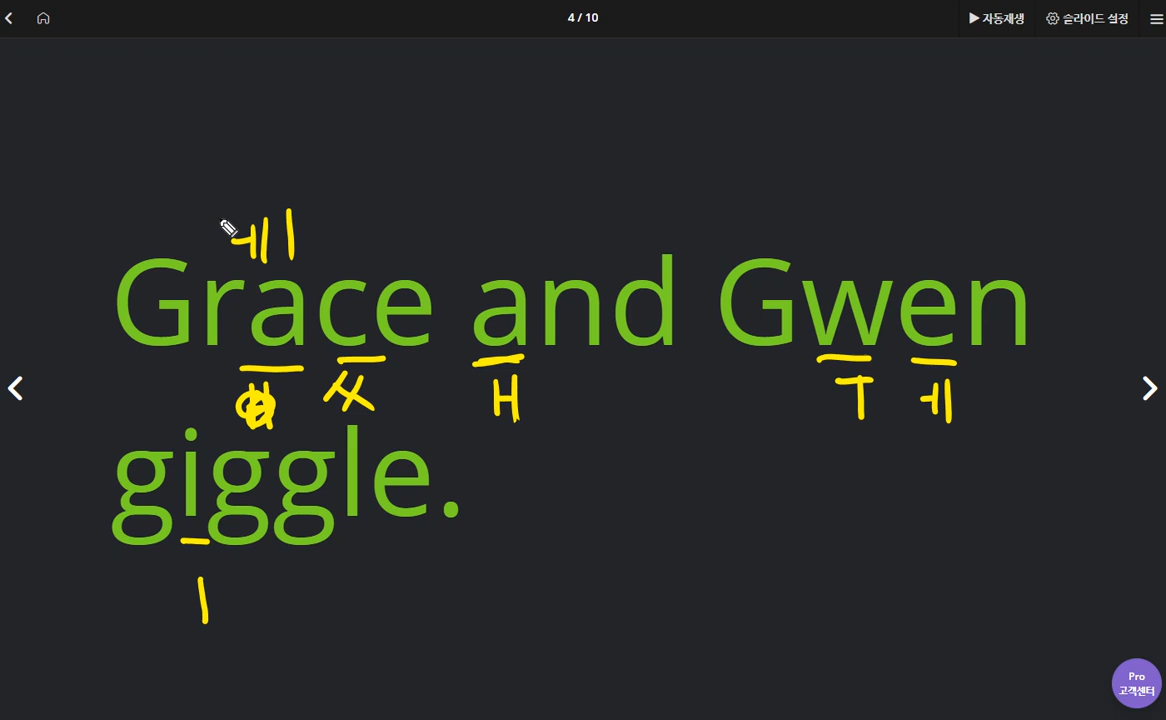 4 / 10
자동재생
슬라이드 설정
ㅔㅣ
Grace and Gwen
ㅆ ㅐ ㅜ ㅔ
giggle.
ㅣ
Pro
고객센터